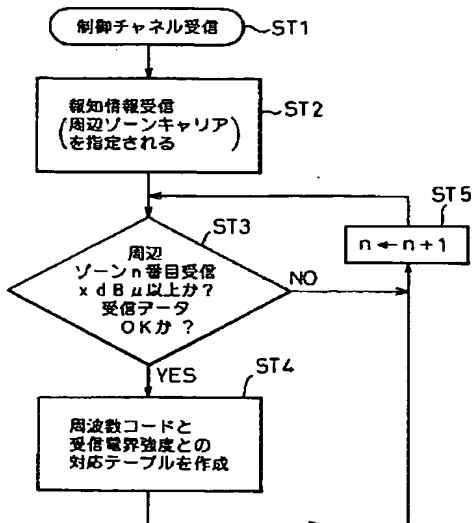 制御チャネル受信
ST1
報知情報受信
(周辺ゾーンキャリア
を指定される)
ST2
ST5
n←n+1
ST3
周辺
ゾーンn番目受信
x dBμ以上か?
受信データ
OKか ?
NO
YES
ST4
周波数コードと
受信電界強度との
対応テーブルを作成